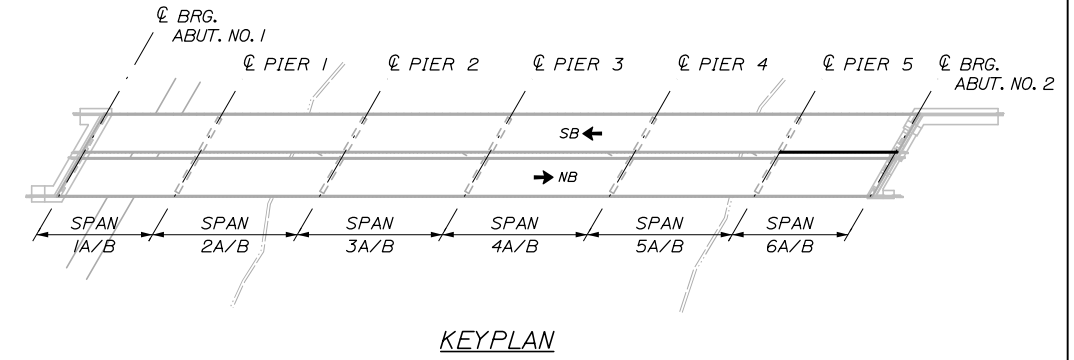 ℄ BRG.
ABUT. NO. 1
℄ PIER 1
℄ PIER 2
℄ PIER 3
℄ PIER 4
℄ PIER 5
℄ BRG.
ABUT. NO. 2
SB
NB
SPAN
1A/B
SPAN
2A/B
SPAN
3A/B
SPAN
4A/B
SPAN
5A/B
SPAN
6A/B
KEYPLAN